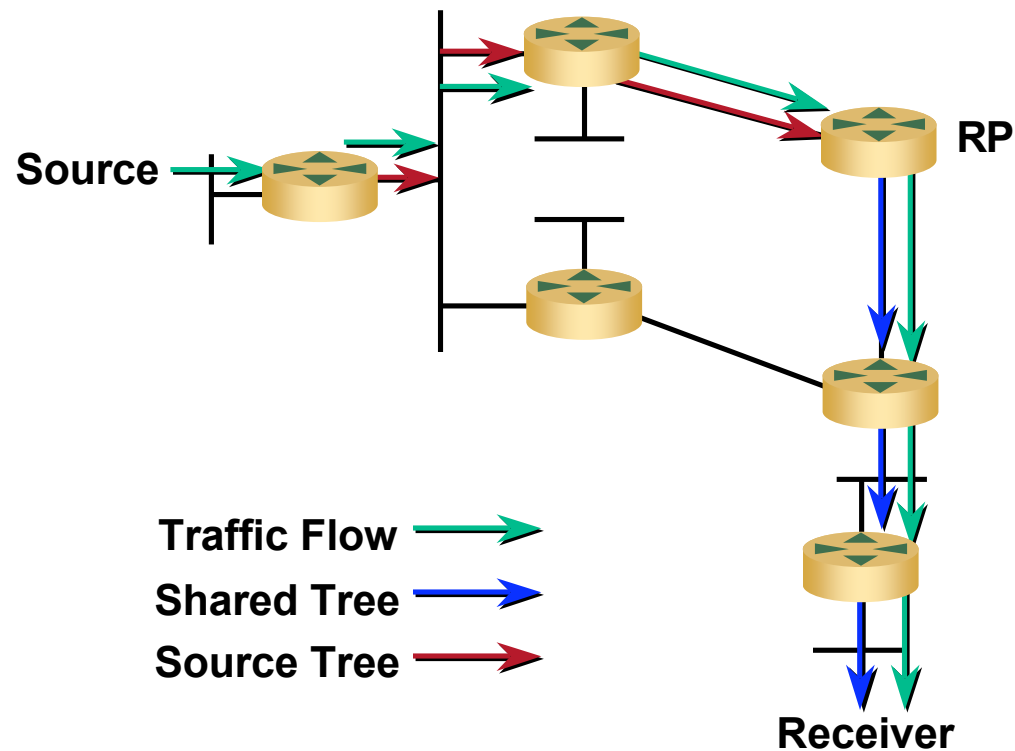 RP
Source
Traffic Flow
Shared Tree
Source Tree
Receiver